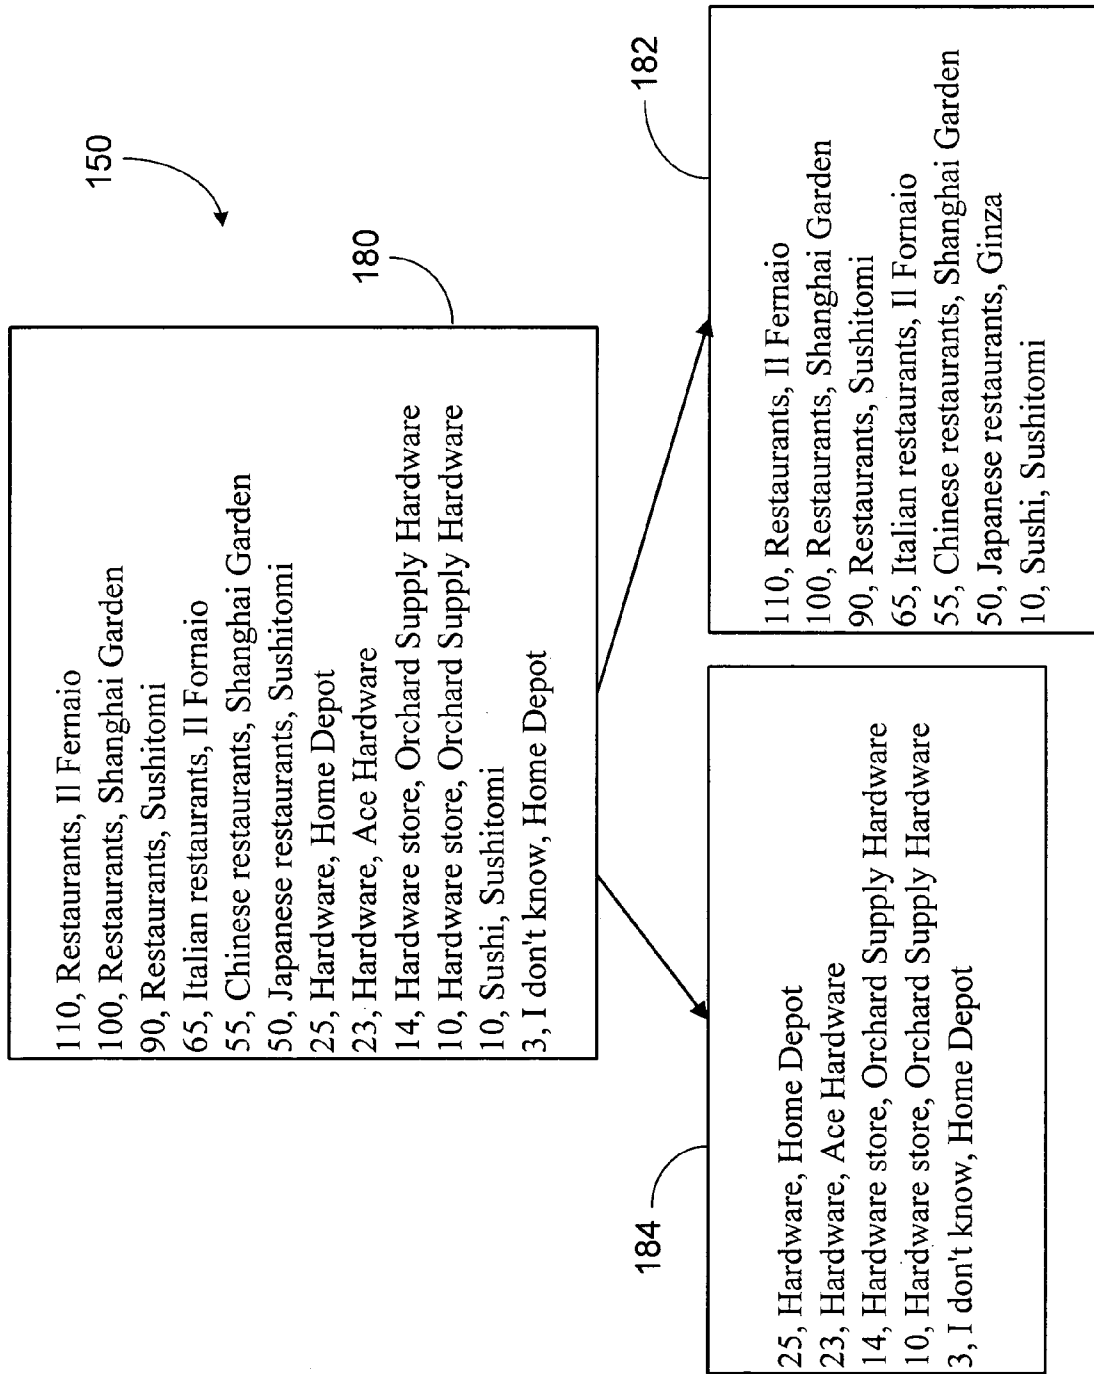 150
180
110, Restaurants, Il Fernaio
100, Restaurants, Shanghai Garden
90, Restaurants, Sushitomi
65, Italian restaurants, Il Fornaio
55, Chinese restaurants, Shanghai Garden
50, Japanese restaurants, Sushitomi
25, Hardware, Home Depot
23, Hardware, Ace Hardware
14, Hardware store, Orchard Supply Hardware
10, Hardware store, Orchard Supply Hardware
10, Sushi, Sushitomi
3, I don't know, Home Depot
184
25, Hardware, Home Depot
23, Hardware, Ace Hardware
14, Hardware store, Orchard Supply Hardware
10, Hardware store, Orchard Supply Hardware
3, I don't know, Home Depot
182
110, Restaurants, Il Fernaio
100, Restaurants, Shanghai Garden
90, Restaurants, Sushitomi
65, Italian restaurants, Il Fornaio
55, Chinese restaurants, Shanghai Garden
50, Japanese restaurants, Ginza
10, Sushi, Sushitomi